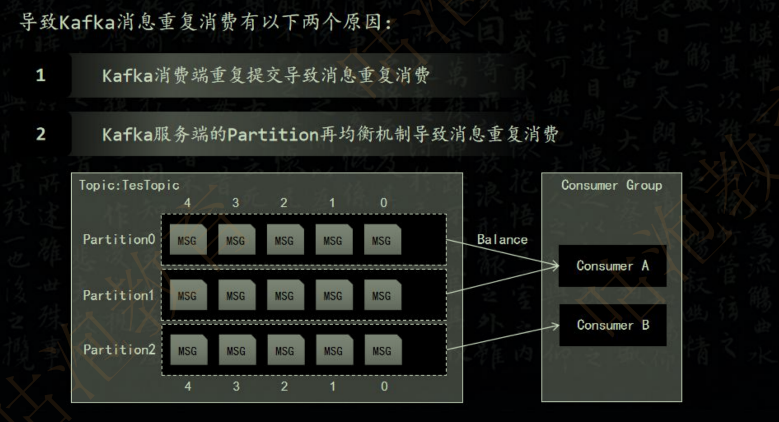 导致Kafka消息重复消费有以下两个原因：
1 Kafka消费端重复提交导致消息重复消费
2 Kafka服务端的Partition再均衡机制导致消息重复消费
Topic:TesTopic
Consumer Group
4 3 2 1 0
Partition0 MSG MSG MSG MSG MSG
Balance
Consumer A
Partition1 MSG MSG MSG MSG MSG
Consumer B
Partition2 MSG MSG MSG MSG MSG
4 3 2 1 0